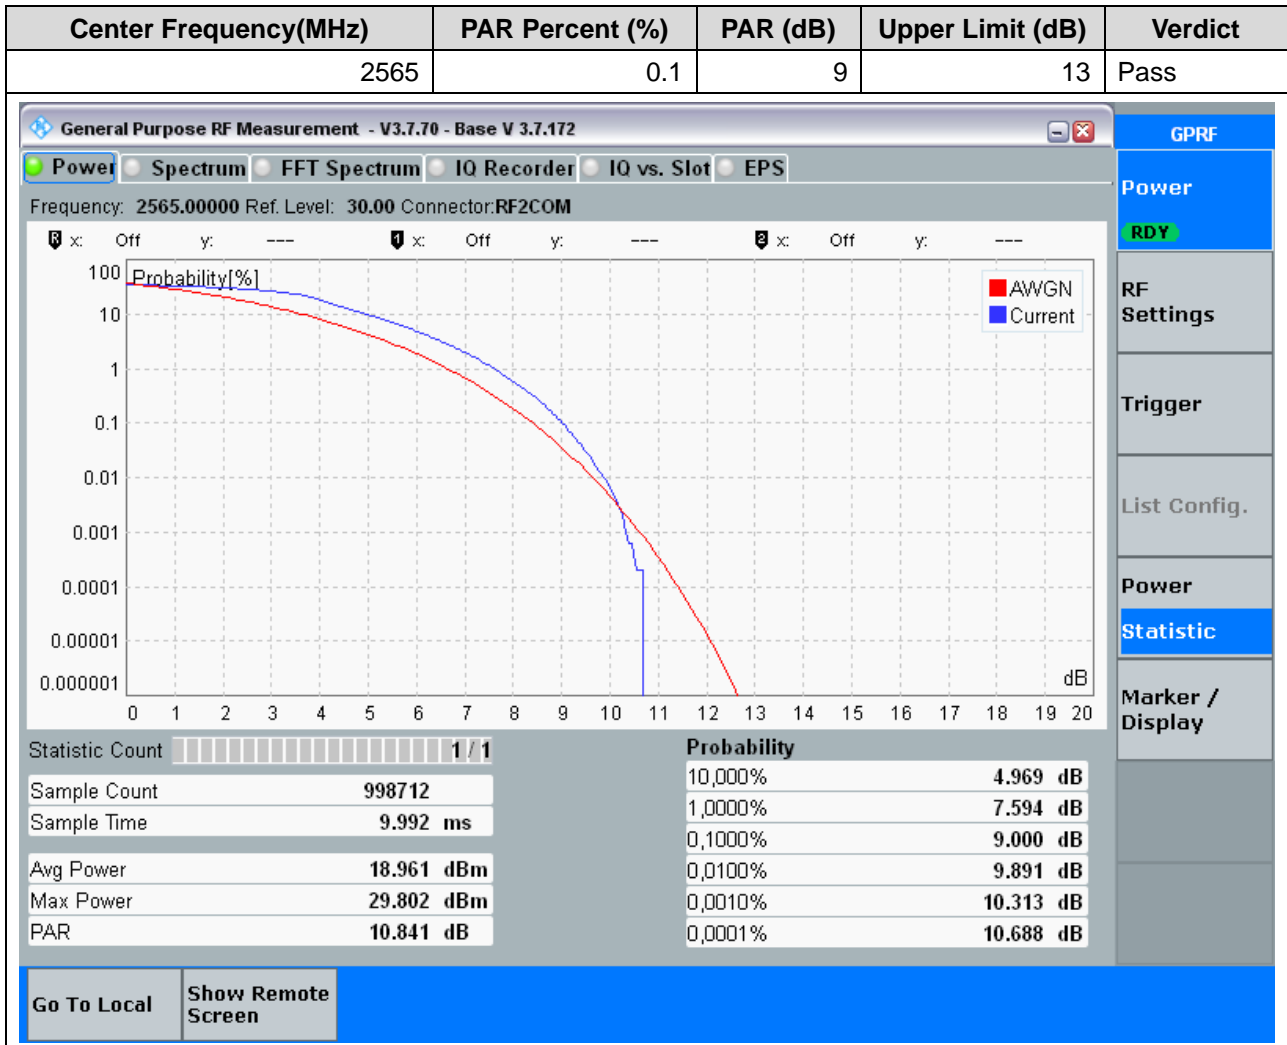 Center Frequency(MHz) PAR Percent (%) PAR (dB) Upper Limit (dB) Verdict
2565 0.1 9 13 Pass
General Purpose RF Measurement - V3.7.70 - Base V 3.7.172
GPRF
Power Spectrum FFT Spectrum IQ Recorder IQ vs. Slot EPS
Power
RDY
Frequency: 2565.00000 Ref. Level: 30.00 Connector:RF2COM
R x: Off y: --- 1 x: Off y: --- 2 x: Off y: ---
Probability[%]
AWGN
Current
100
10
1
0.1
0.01
0.001
0.0001
0.00001
0.000001
dB
0 1 2 3 4 5 6 7 8 9 10 11 12 13 14 15 16 17 18 19 20
RF
Settings
Trigger
List Config.
Power
Statistic
Marker /
Display
Statistic Count 1 / 1
Sample Count 998712
Sample Time 9.992 ms
Avg Power 18.961 dBm
Max Power 29.802 dBm
PAR 10.841 dB
Probability
10,000% 4.969 dB
1,0000% 7.594 dB
0,1000% 9.000 dB
0,0100% 9.891 dB
0,0010% 10.313 dB
0,0001% 10.688 dB
Go To Local
Show Remote
Screen